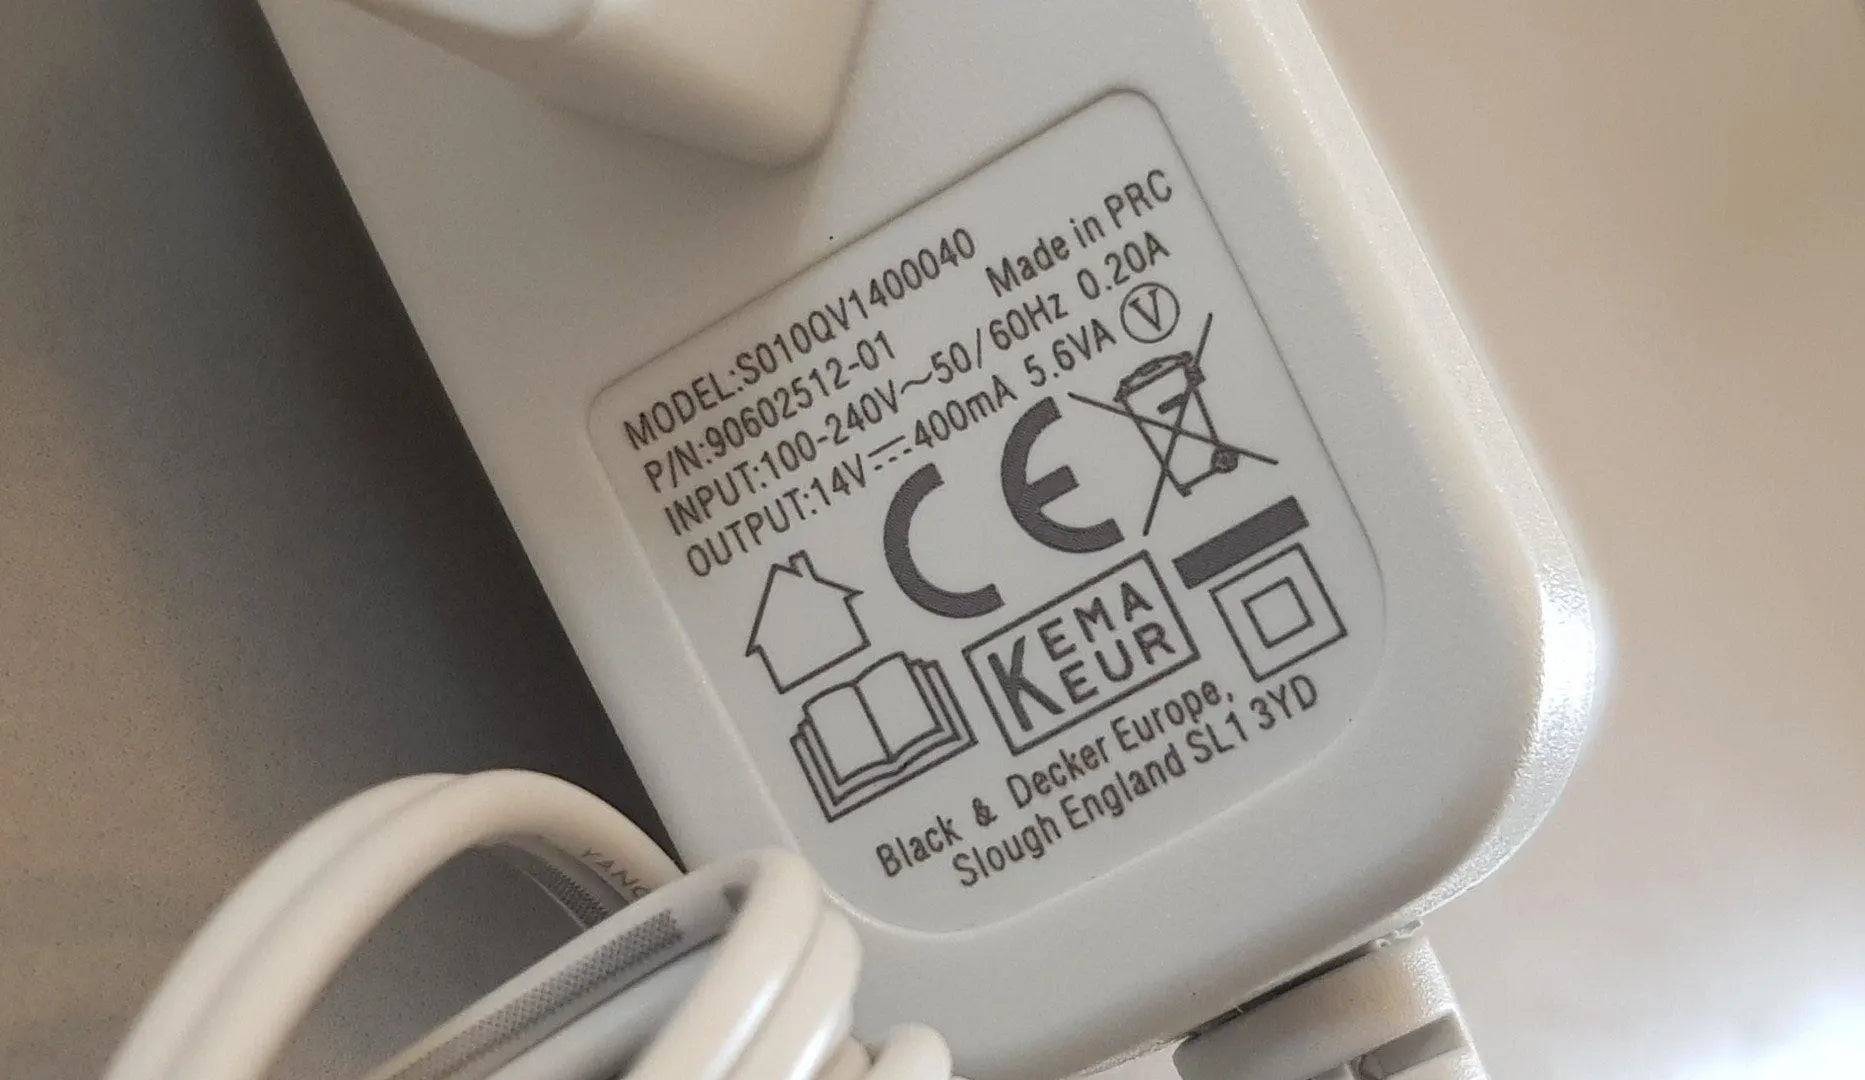 MODEL:S010QV1400040
P/N:90602512-01 Made in PRC
INPUT:100-240V~50/60Hz 0.20A
OUTPUT:14V⎓400mA 5.6VA Ⓥ
CE
KEMA
EUR
Black & Decker Europe,
Slough England SL1 3YD